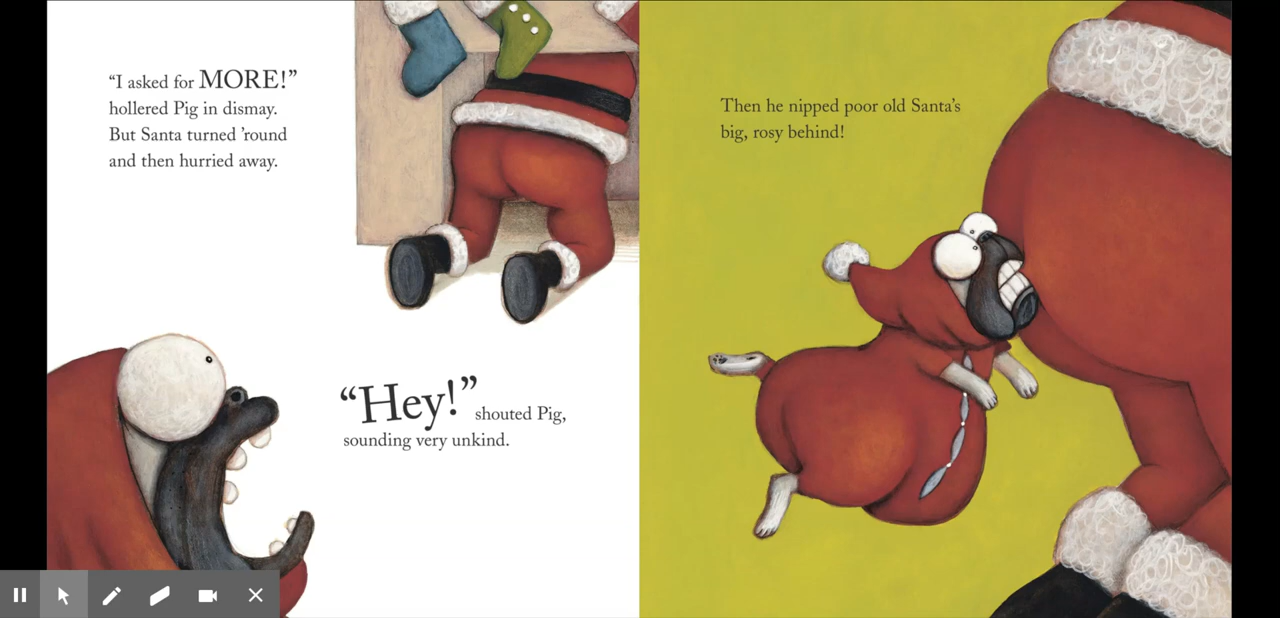 “I asked for MORE!”
hollered Pig in dismay.
But Santa turned ’round
and then hurried away.
“Hey!” shouted Pig,
sounding very unkind.
Then he nipped poor old Santa’s
big, rosy behind!